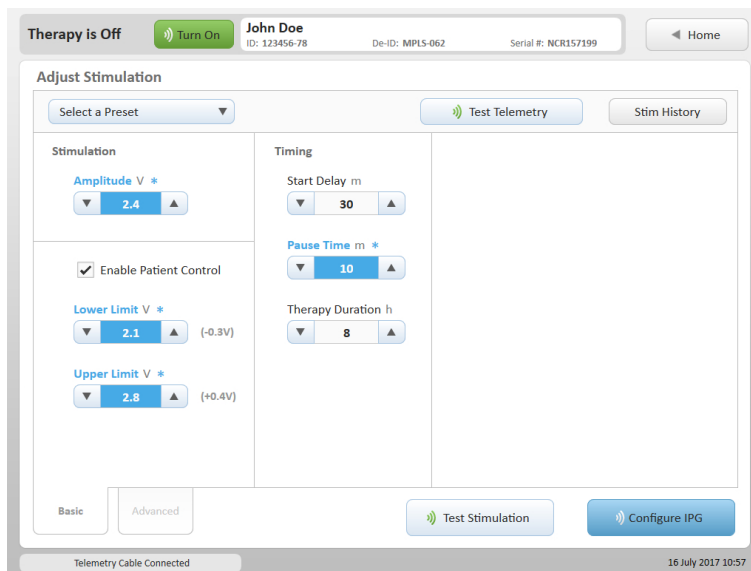 Therapy is Off
Turn On
John Doe
ID: 123456-78 De-ID: MPLS-062 Serial #: NCR157199
Home
Adjust Stimulation
Select a Preset
Test Telemetry
Stim History
Stimulation
Amplitude V *
2.4
Enable Patient Control
Lower Limit V *
2.1 (-0.3V)
Upper Limit V *
2.8 (+0.4V)
Timing
Start Delay m
30
Pause Time m *
10
Therapy Duration h
8
Basic
Advanced
Test Stimulation
Configure IPG
Telemetry Cable Connected
16 July 2017 10:57